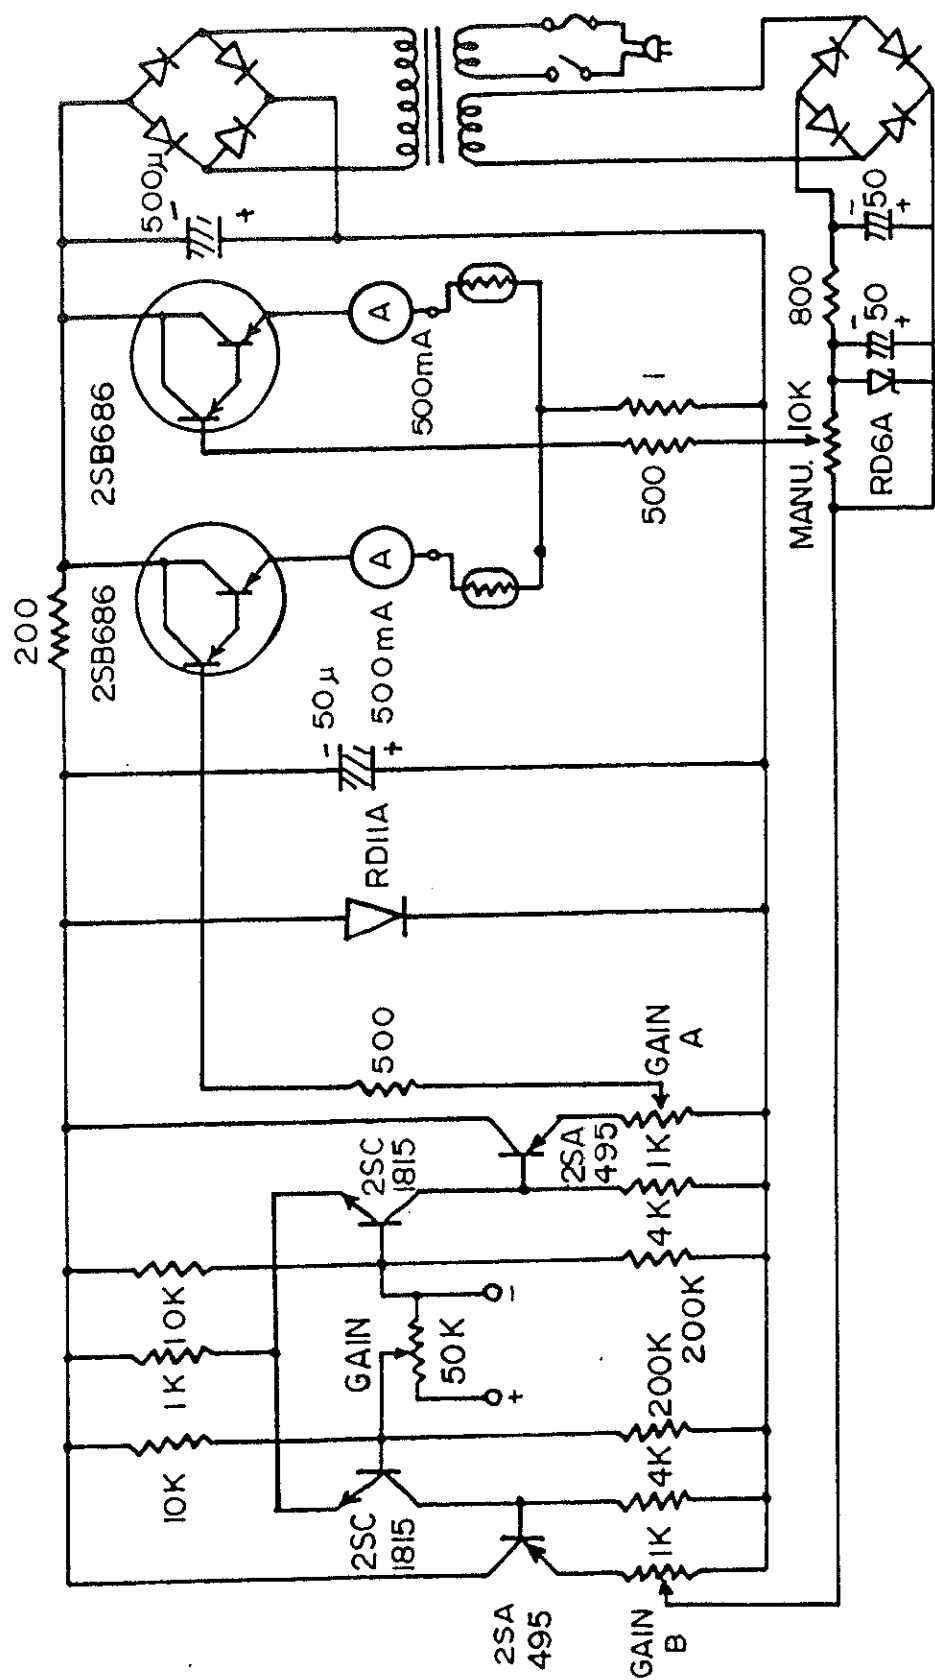 500μ
-
+
-
50
+
800
-
50
+
2SB686
A
500mA
1
500
10K
MANU.
RD6A
200
2SB686
A
500mA
-
50μ
+
RD11A
500
GAIN
A
2SC
1815
2SA
495
1K
4K
10K
200K
-
GAIN
50K
+
1K
200K
10K
4K
2SC
1815
1K
2SA
495
GAIN
B